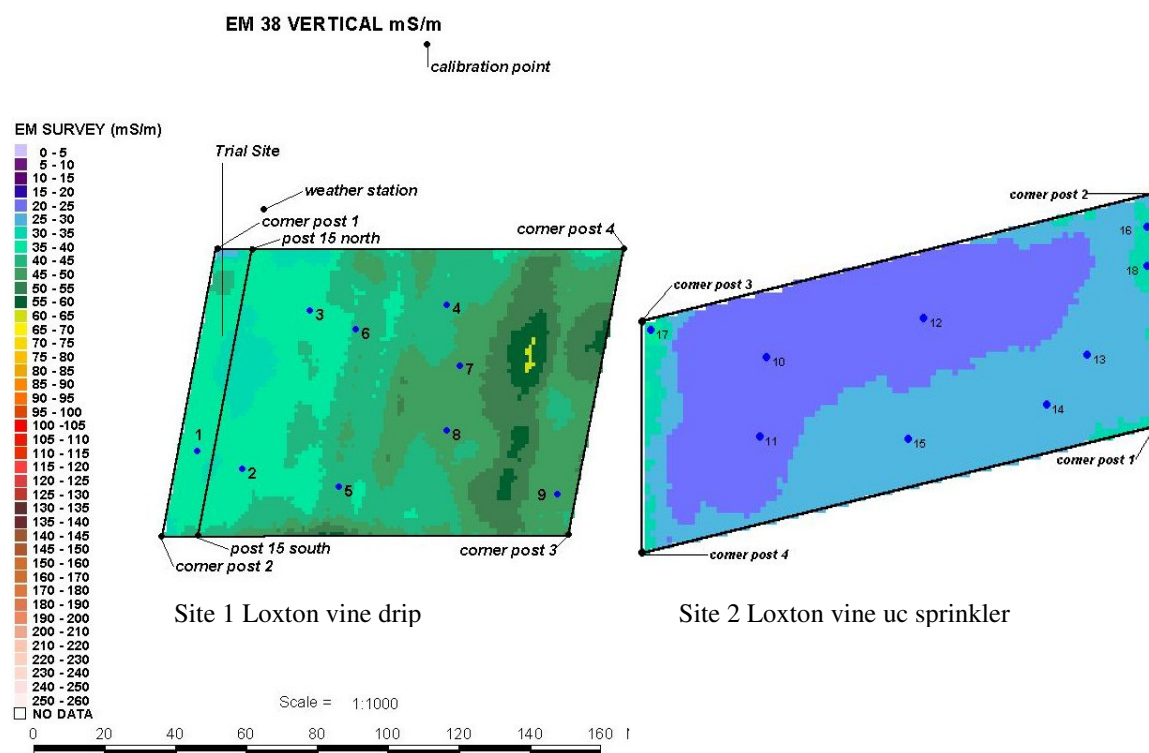 EM 38 VERTICAL mS/m
calibration point
EM SURVEY (mS/m)
0 - 5
5 - 10
10 - 15
15 - 20
20 - 25
25 - 30
30 - 35
35 - 40
40 - 45
45 - 50
50 - 55
55 - 60
60 - 65
65 - 70
70 - 75
75 - 80
80 - 85
85 - 90
90 - 95
95 - 100
100 -105
105 - 110
110 - 115
115 - 120
120 - 125
125 - 130
130 - 135
135 - 140
140 - 145
145 - 150
150 - 160
160 - 170
170 - 180
180 - 190
190 - 200
200 - 210
210 - 220
220 - 230
230 - 240
240 - 250
250 - 260
NO DATA
Trial Site
weather station
corner post 1
post 15 north
corner post 4
3
6
4
7
1
2
8
5
9
post 15 south
corner post 3
corner post 2
corner post 2
16
18
corner post 3
17
12
10
13
14
11
15
corner post 1
corner post 4
Site 1 Loxton vine drip
Site 2 Loxton vine uc sprinkler
Scale = 1:1000
0 20 40 60 80 100 120 140 160